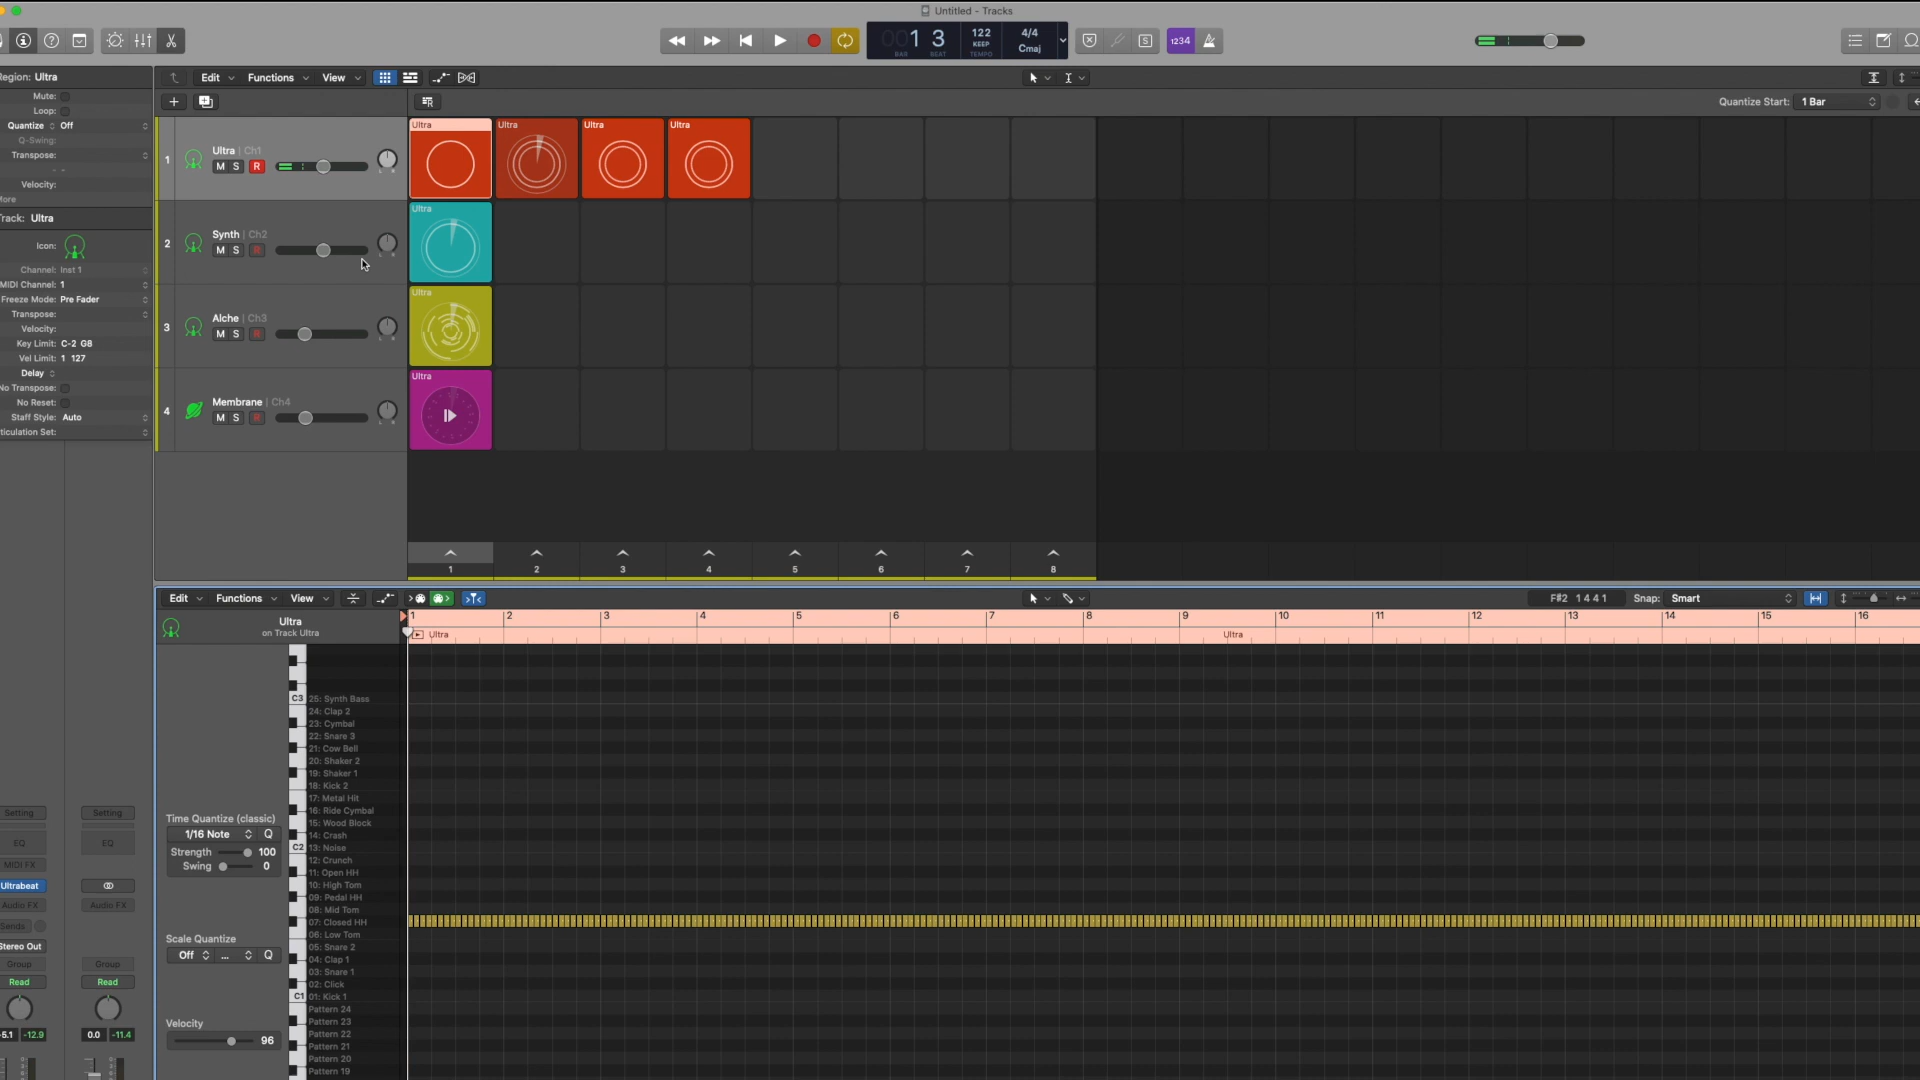 Untitled - Tracks
1 3
BAR BEAT
122
KEEP
TEMPO
4/4
Cmaj
S
1234
Region: Ultra
Mute:
Loop:
Quantize Off
Q-Swing:
Transpose:
Velocity:
More
Track: Ultra
Icon:
Channel: Inst 1
MIDI Channel: 1
Freeze Mode: Pre Fader
Transpose:
Velocity:
Key Limit: C-2 G8
Vel Limit: 1 127
Delay
No Transpose:
No Reset:
Staff Style: Auto
ticulation Set:
Edit Functions View
Quantize Start: 1 Bar
1 Ultra | Ch1
M S R
Ultra Ultra Ultra Ultra
2 Synth | Ch2
M S R
Ultra
3 Alche | Ch3
M S R
Ultra
4 Membrane | Ch4
M S R
Ultra
1 2 3 4 5 6 7 8
Edit Functions View
F#2 1 4 4 1 Snap: Smart
Ultra
on Track Ultra
1 2 3 4 5 6 7 8 9 10 11 12 13 14 15 16
Ultra Ultra
C3 25: Synth Bass
24: Clap 2
23: Cymbal
22: Snare 3
21: Cow Bell
20: Shaker 2
19: Shaker 1
18: Kick 2
17: Metal Hit
16: Ride Cymbal
15: Wood Block
14: Crash
C2 13: Noise
12: Crunch
11: Open HH
10: High Tom
09: Pedal HH
08: Mid Tom
07: Closed HH
06: Low Tom
05: Snare 2
04: Clap 1
03: Snare 1
02: Click
C1 01: Kick 1
Pattern 24
Pattern 23
Pattern 22
Pattern 21
Pattern 20
Pattern 19
Time Quantize (classic)
1/16 Note Q
Strength 100
Swing 0
Scale Quantize
Off ... Q
Velocity
96
Setting Setting
EQ EQ
MIDI FX
Ultrabeat
Audio FX Audio FX
Sends
Stereo Out
Group Group
Read Read
-5.1 -12.9 0.0 -11.4